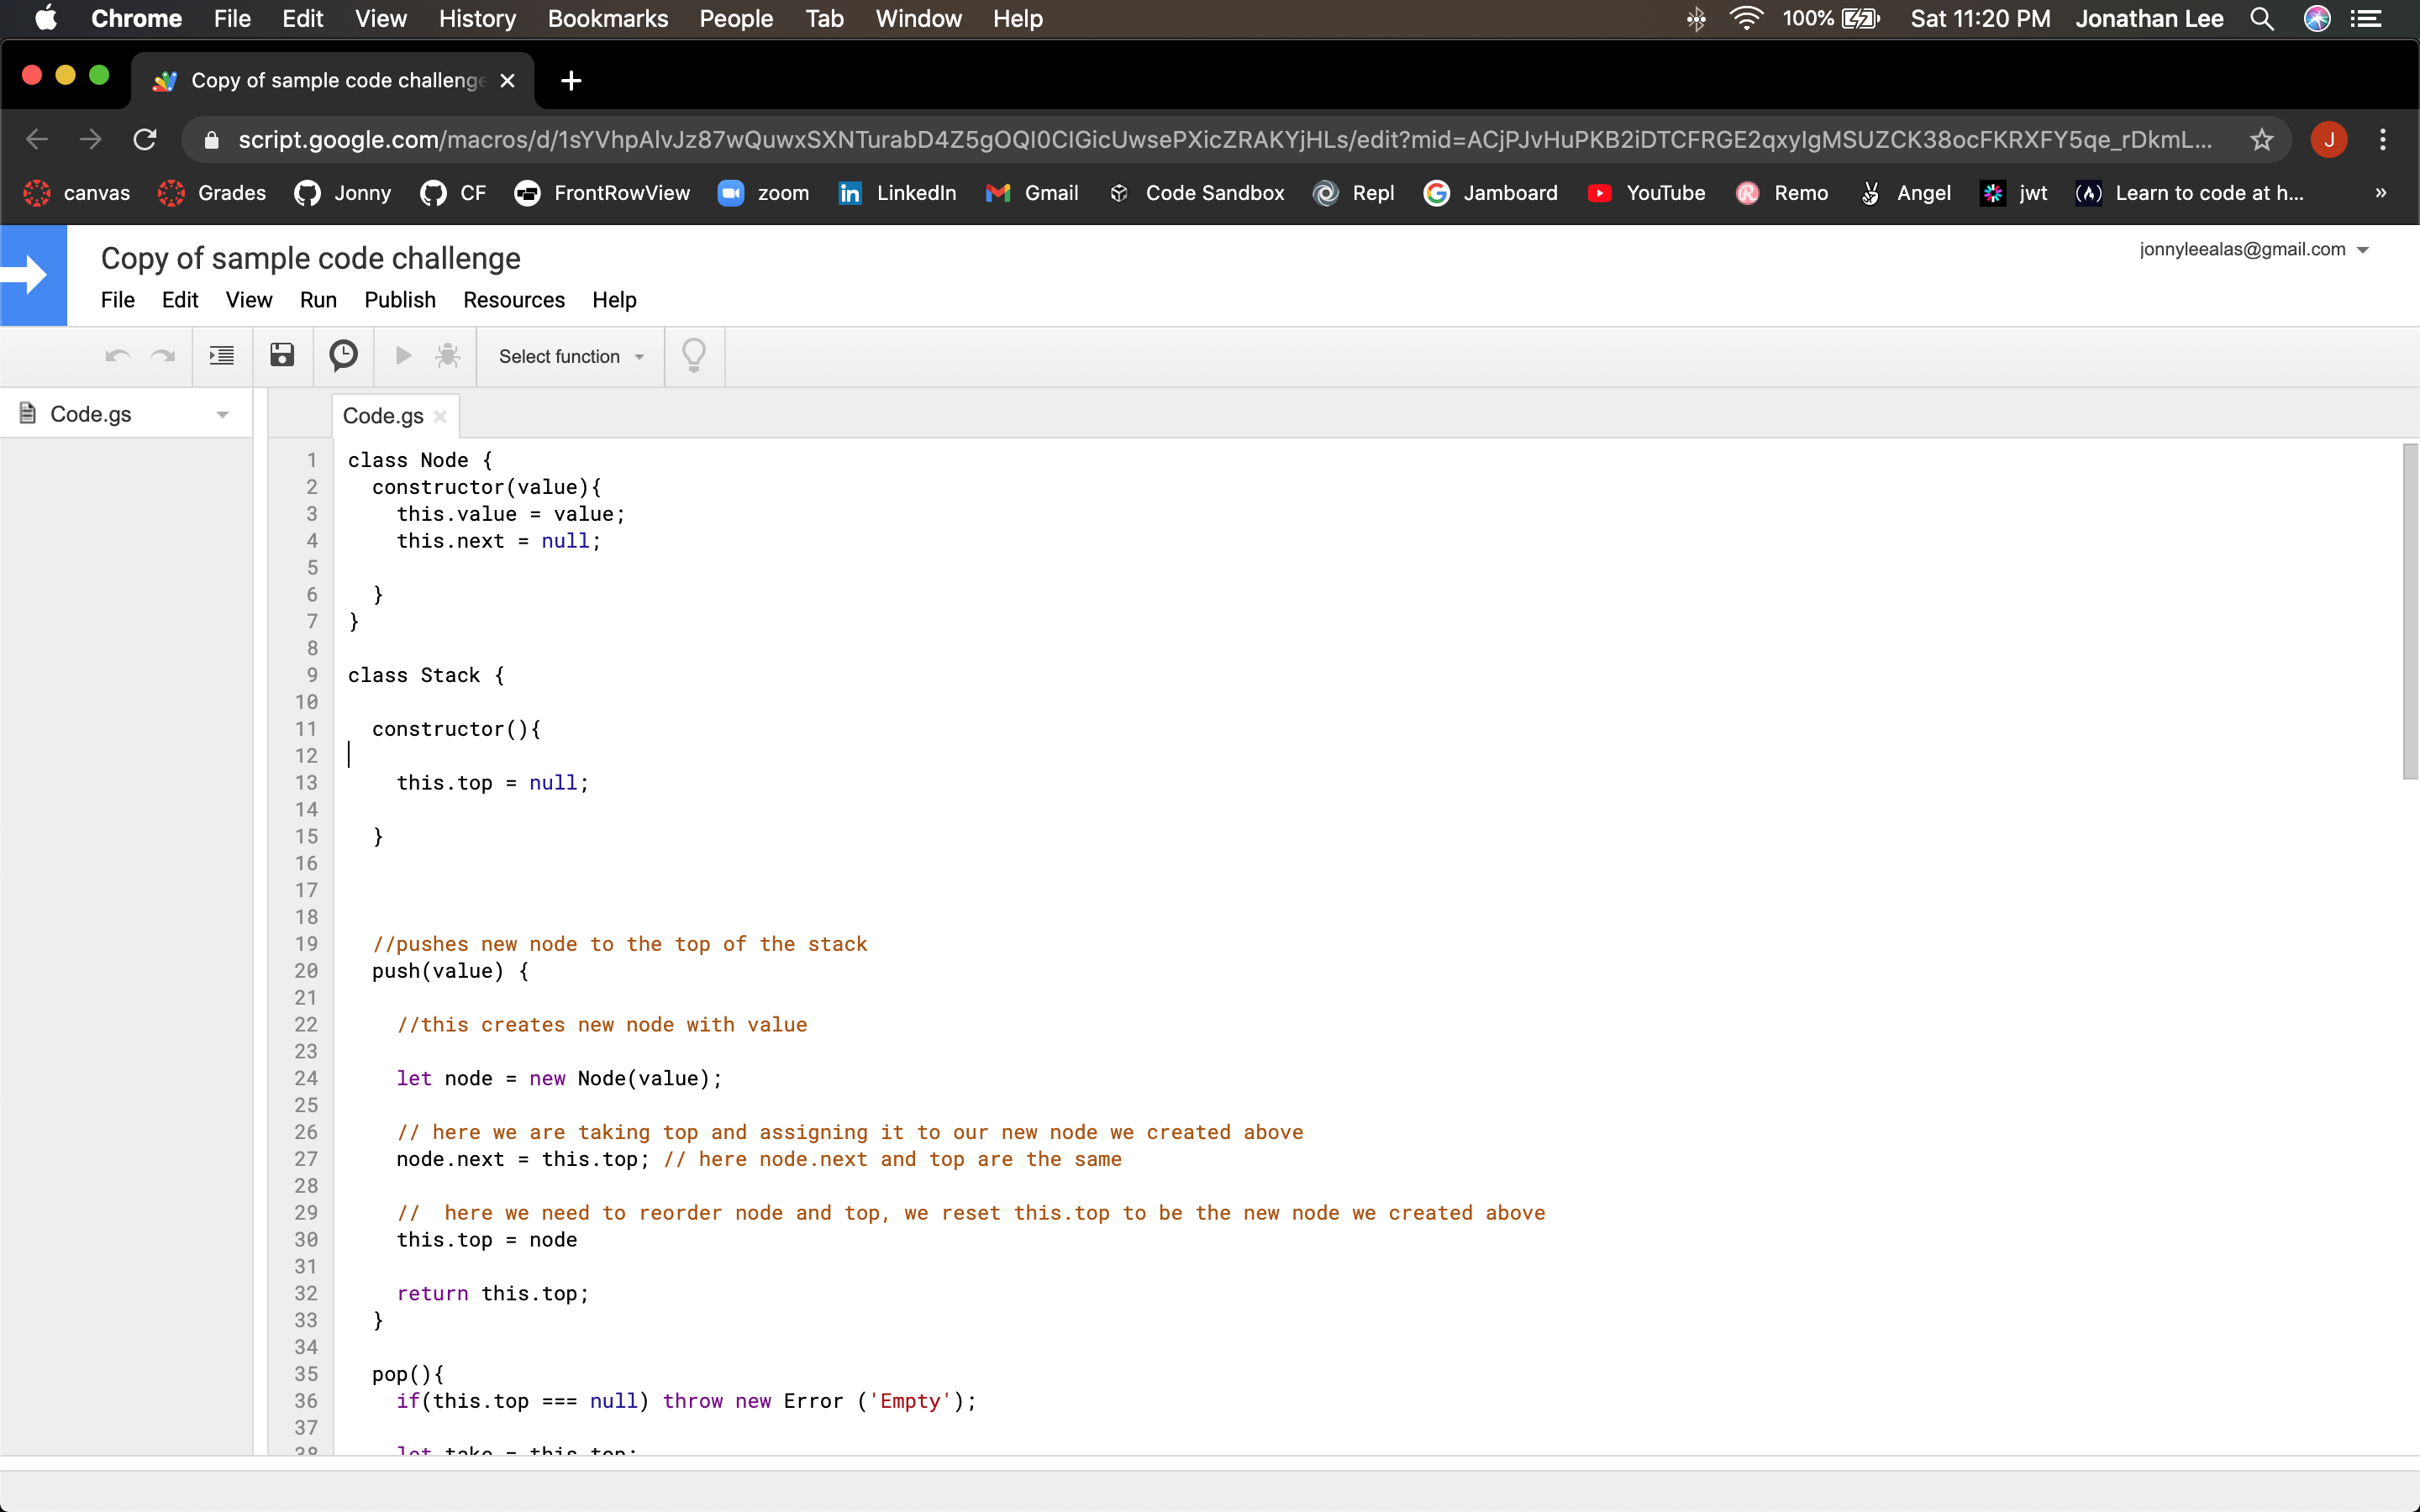 Chrome File Edit View History Bookmarks People Tab Window Help 100% Sat 11:20 PM Jonathan Lee
Copy of sample code challenge
script.google.com/macros/d/1sYVhpAlvJz87wQuwxSXNTurabD4Z5gOQI0CIGicUwsePXicZRAKYjHLs/edit?mid=ACjPJvHuPKB2iDTCFRGE2qxyIgMSUZCK38ocFKRXFY5qe_rDkmL... J
canvas Grades Jonny CF FrontRowView zoom LinkedIn Gmail Code Sandbox Repl Jamboard YouTube Remo Angel jwt Learn to code at h... »
Copy of sample code challenge jonnyleealas@gmail.com
File Edit View Run Publish Resources Help
Select function
Code.gs Code.gs
1 class Node {
2 constructor(value){
3 this.value = value;
4 this.next = null;
5
6 }
7 }
8
9 class Stack {
10
11 constructor(){
12
13 this.top = null;
14
15 }
16
17
18
19 //pushes new node to the top of the stack
20 push(value) {
21
22 //this creates new node with value
23
24 let node = new Node(value);
25
26 // here we are taking top and assigning it to our new node we created above
27 node.next = this.top; // here node.next and top are the same
28
29 //  here we need to reorder node and top, we reset this.top to be the new node we created above
30 this.top = node
31
32 return this.top;
33 }
34
35 pop(){
36 if(this.top === null) throw new Error ('Empty');
37
38 let take = this.top;